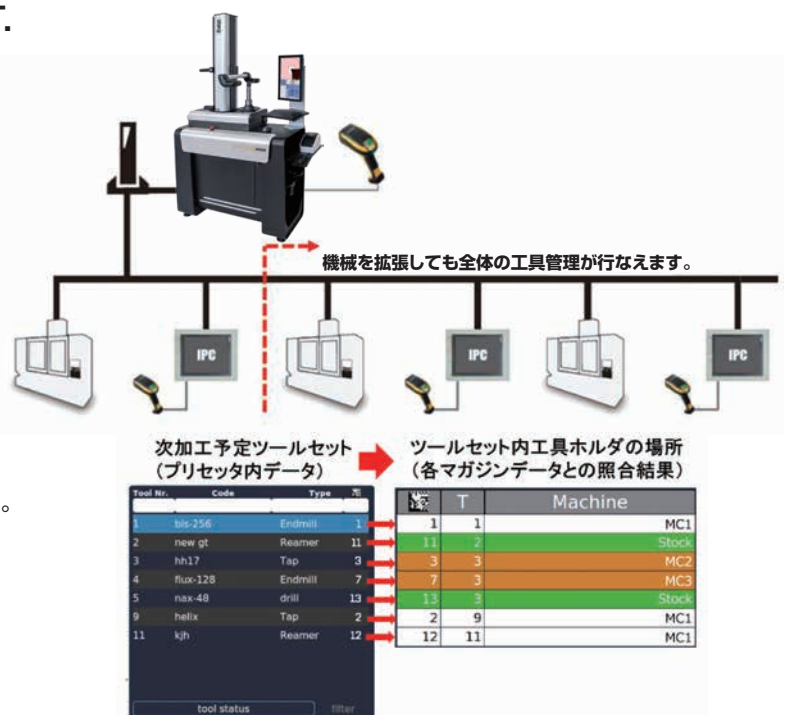 機械を拡張しても全体の工具管理が行なえます。
IPC
IPC
IPC
次加工予定ツールセット
(プリセッタ内データ)
ツールセット内工具ホルダの場所
(各マガジンデータとの照合結果)
。
Tool Nr. Code Type
1 bis-256 Endmill 1
2 new gt Reamer 11
3 hh17 Tap 3
4 flux-128 Endmill 7
5 nax-48 drill 13
9 helix Tap 2
11 kjh Reamer 12
tool status filter
T Machine
1 1 MC1
11 2 Stock
3 3 MC2
7 3 MC3
13 3 Stock
2 9 MC1
12 11 MC1